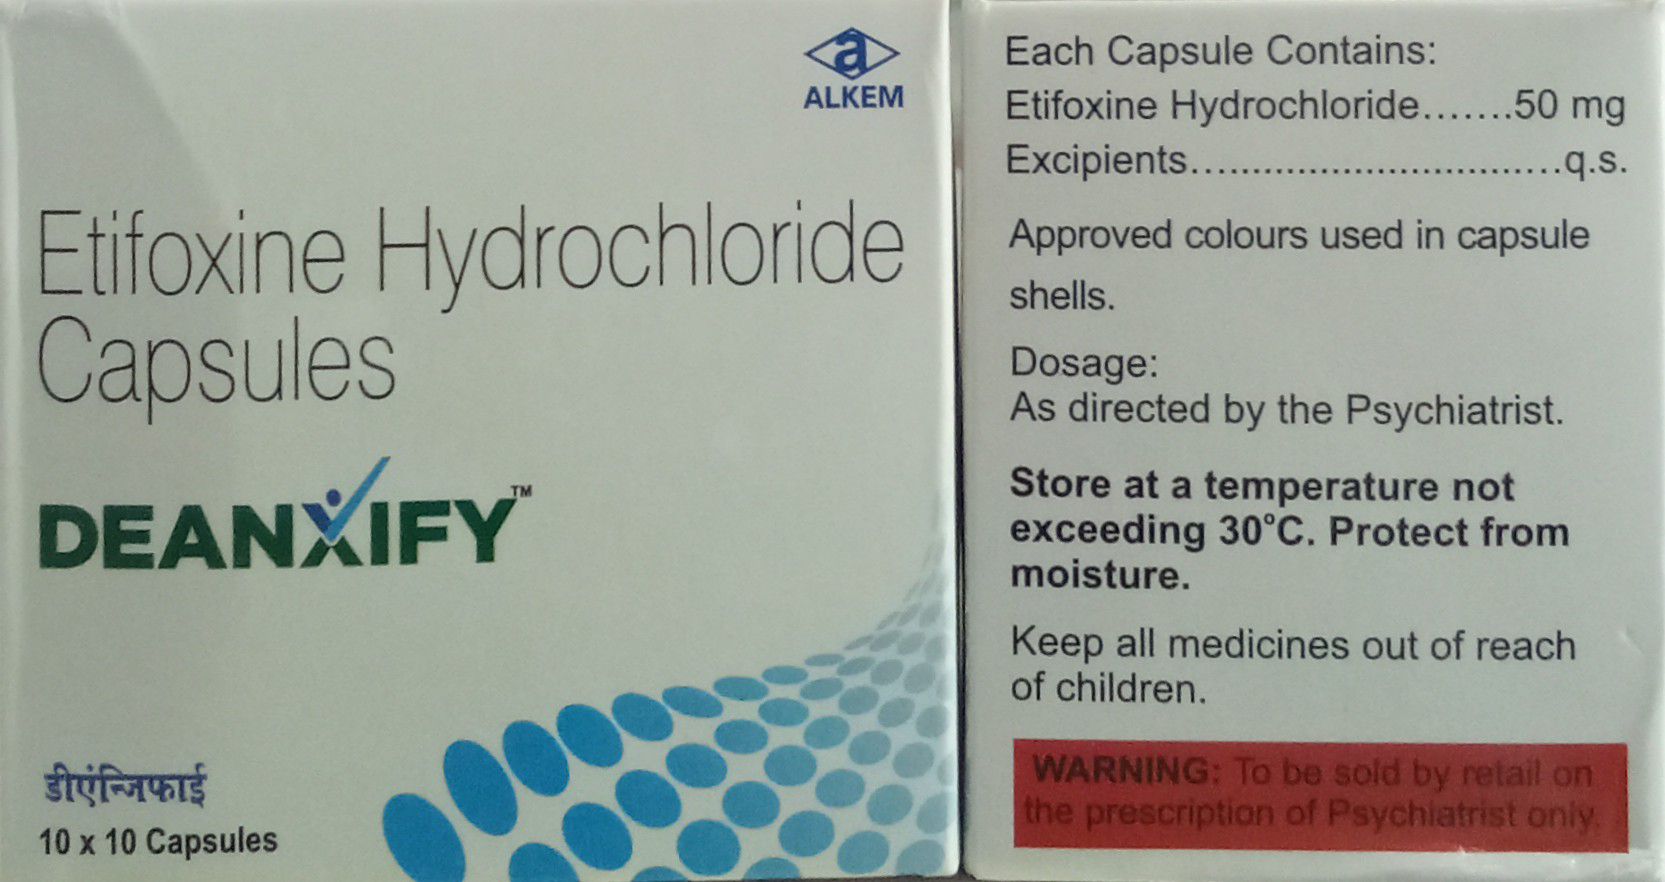 a
ALKEM
Etifoxine Hydrochloride
Capsules
DEANXIFY™
डीएंन्जिफाई
10 x 10 Capsules
Each Capsule Contains:
Etifoxine Hydrochloride.......50 mg
Excipients..................................q.s.
Approved colours used in capsule
shells.
Dosage:
As directed by the Psychiatrist.
Store at a temperature not
exceeding 30°C. Protect from
moisture.
Keep all medicines out of reach
of children.
WARNING: To be sold by retail on
the prescription of Psychiatrist only.